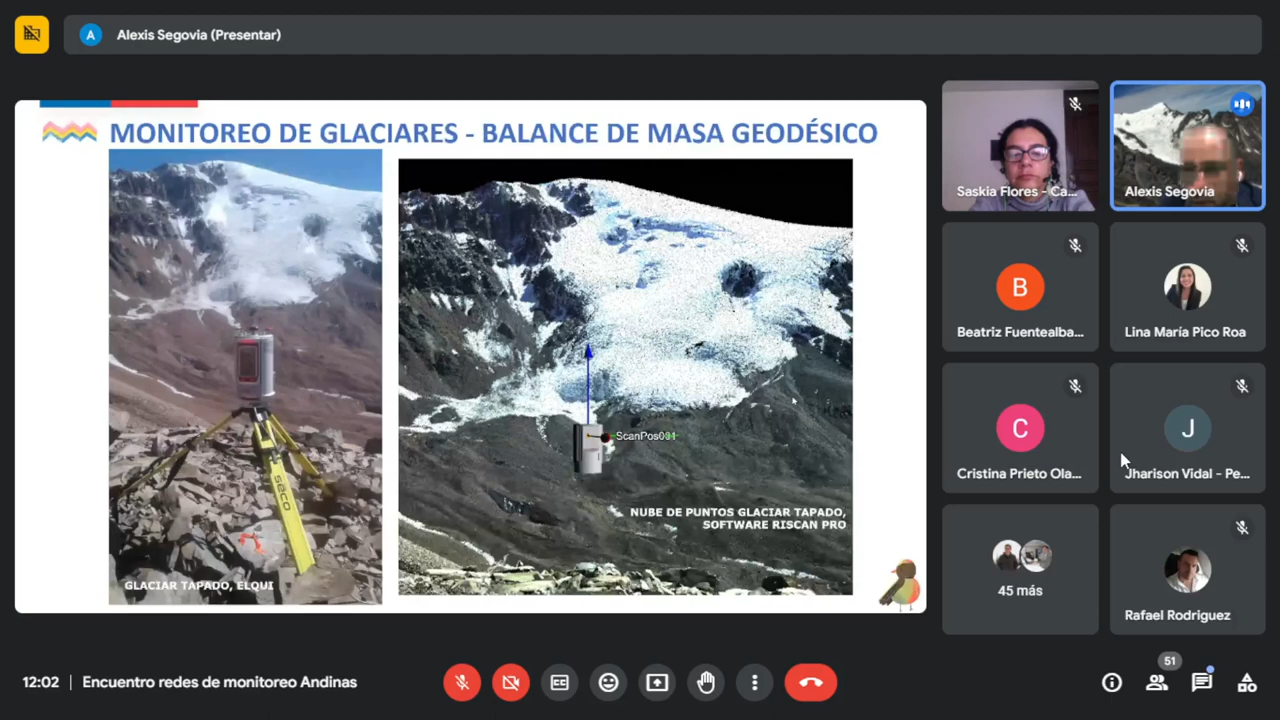 A
Alexis Segovia (Presentar)
MONITOREO DE GLACIARES - BALANCE DE MASA GEODÉSICO
seco
GLACIAR TAPADO, ELQUI
ScanPos031
NUBE DE PUNTOS GLACIAR TAPADO,
SOFTWARE RISCAN PRO
Saskia Flores - Ca...
Alexis Segovia
B
Beatriz Fuentealba...
Lina María Pico Roa
C
Cristina Prieto Ola...
J
Jharison Vidal - Pe...
45 más
Rafael Rodriguez
12:02 | Encuentro redes de monitoreo Andinas
51